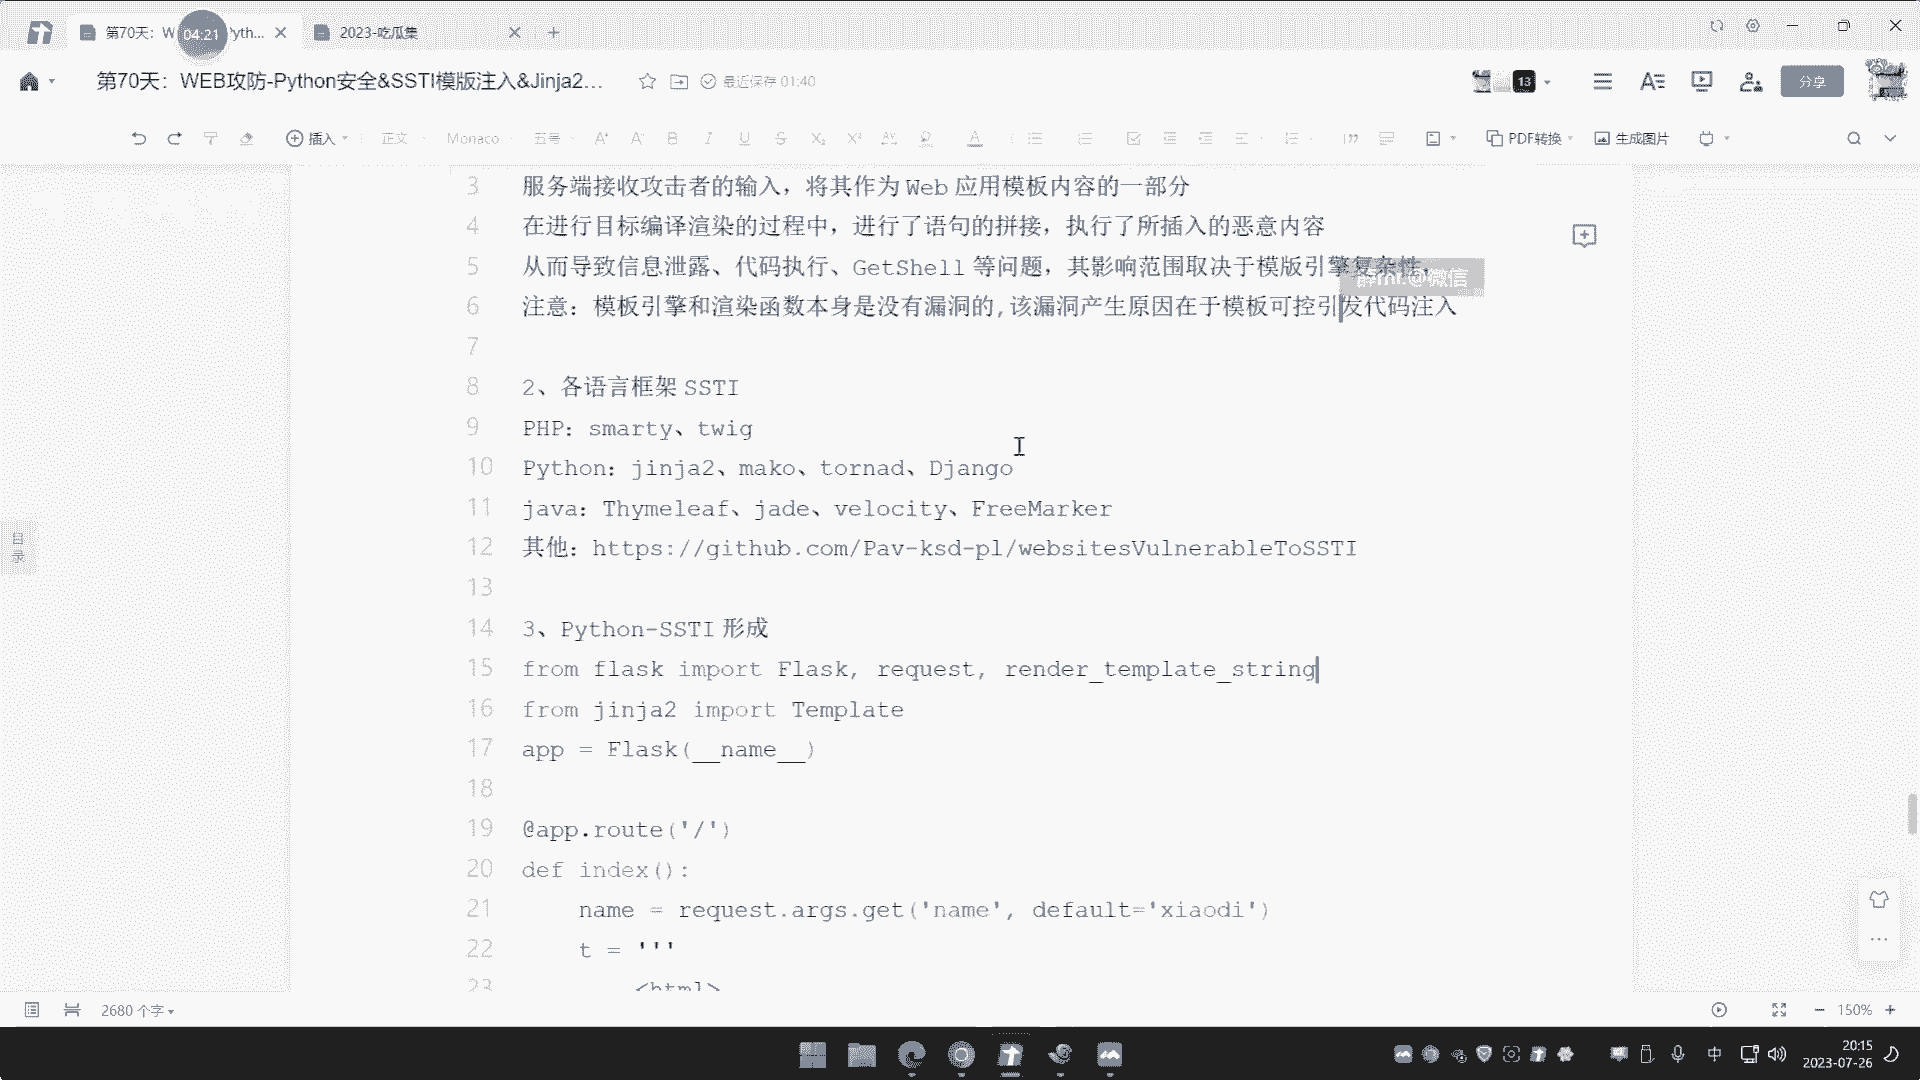 第70天：W
04:21
yth...
2023-吃瓜集
第70天：WEB攻防-Python安全&SSTI模版注入&Jinja2...
最近保存 01:40
13
分享
插入
正文
Monaco
五号
PDF转换
生成图片
3 服务端接收攻击者的输入，将其作为Web应用模板内容的一部分
4 在进行目标编译渲染的过程中，进行了语句的拼接，执行了所插入的恶意内容
5 从而导致信息泄露、代码执行、GetShell 等问题，其影响范围取决于模版引擎复杂性.
6 注意：模板引擎和渲染函数本身是没有漏洞的,该漏洞产生原因在于模板可控引发代码注入
7
8 2、各语言框架 SSTI
9 PHP：smarty、twig
10 Python：jinja2、mako、tornad、Django
11 java：Thymeleaf、jade、velocity、FreeMarker
12 其他：https://github.com/Pav-ksd-pl/websitesVulnerableToSSTI
13
14 3、Python-SSTI 形成
15 from flask import Flask, request, render_template_string
16 from jinja2 import Template
17 app = Flask(__name__)
18
19 @app.route('/')
20 def index():
21 name = request.args.get('name', default='xiaodi')
22 t = '''
23 <html>
目录
2680 个字
150%
中
20:15
2023-07-26